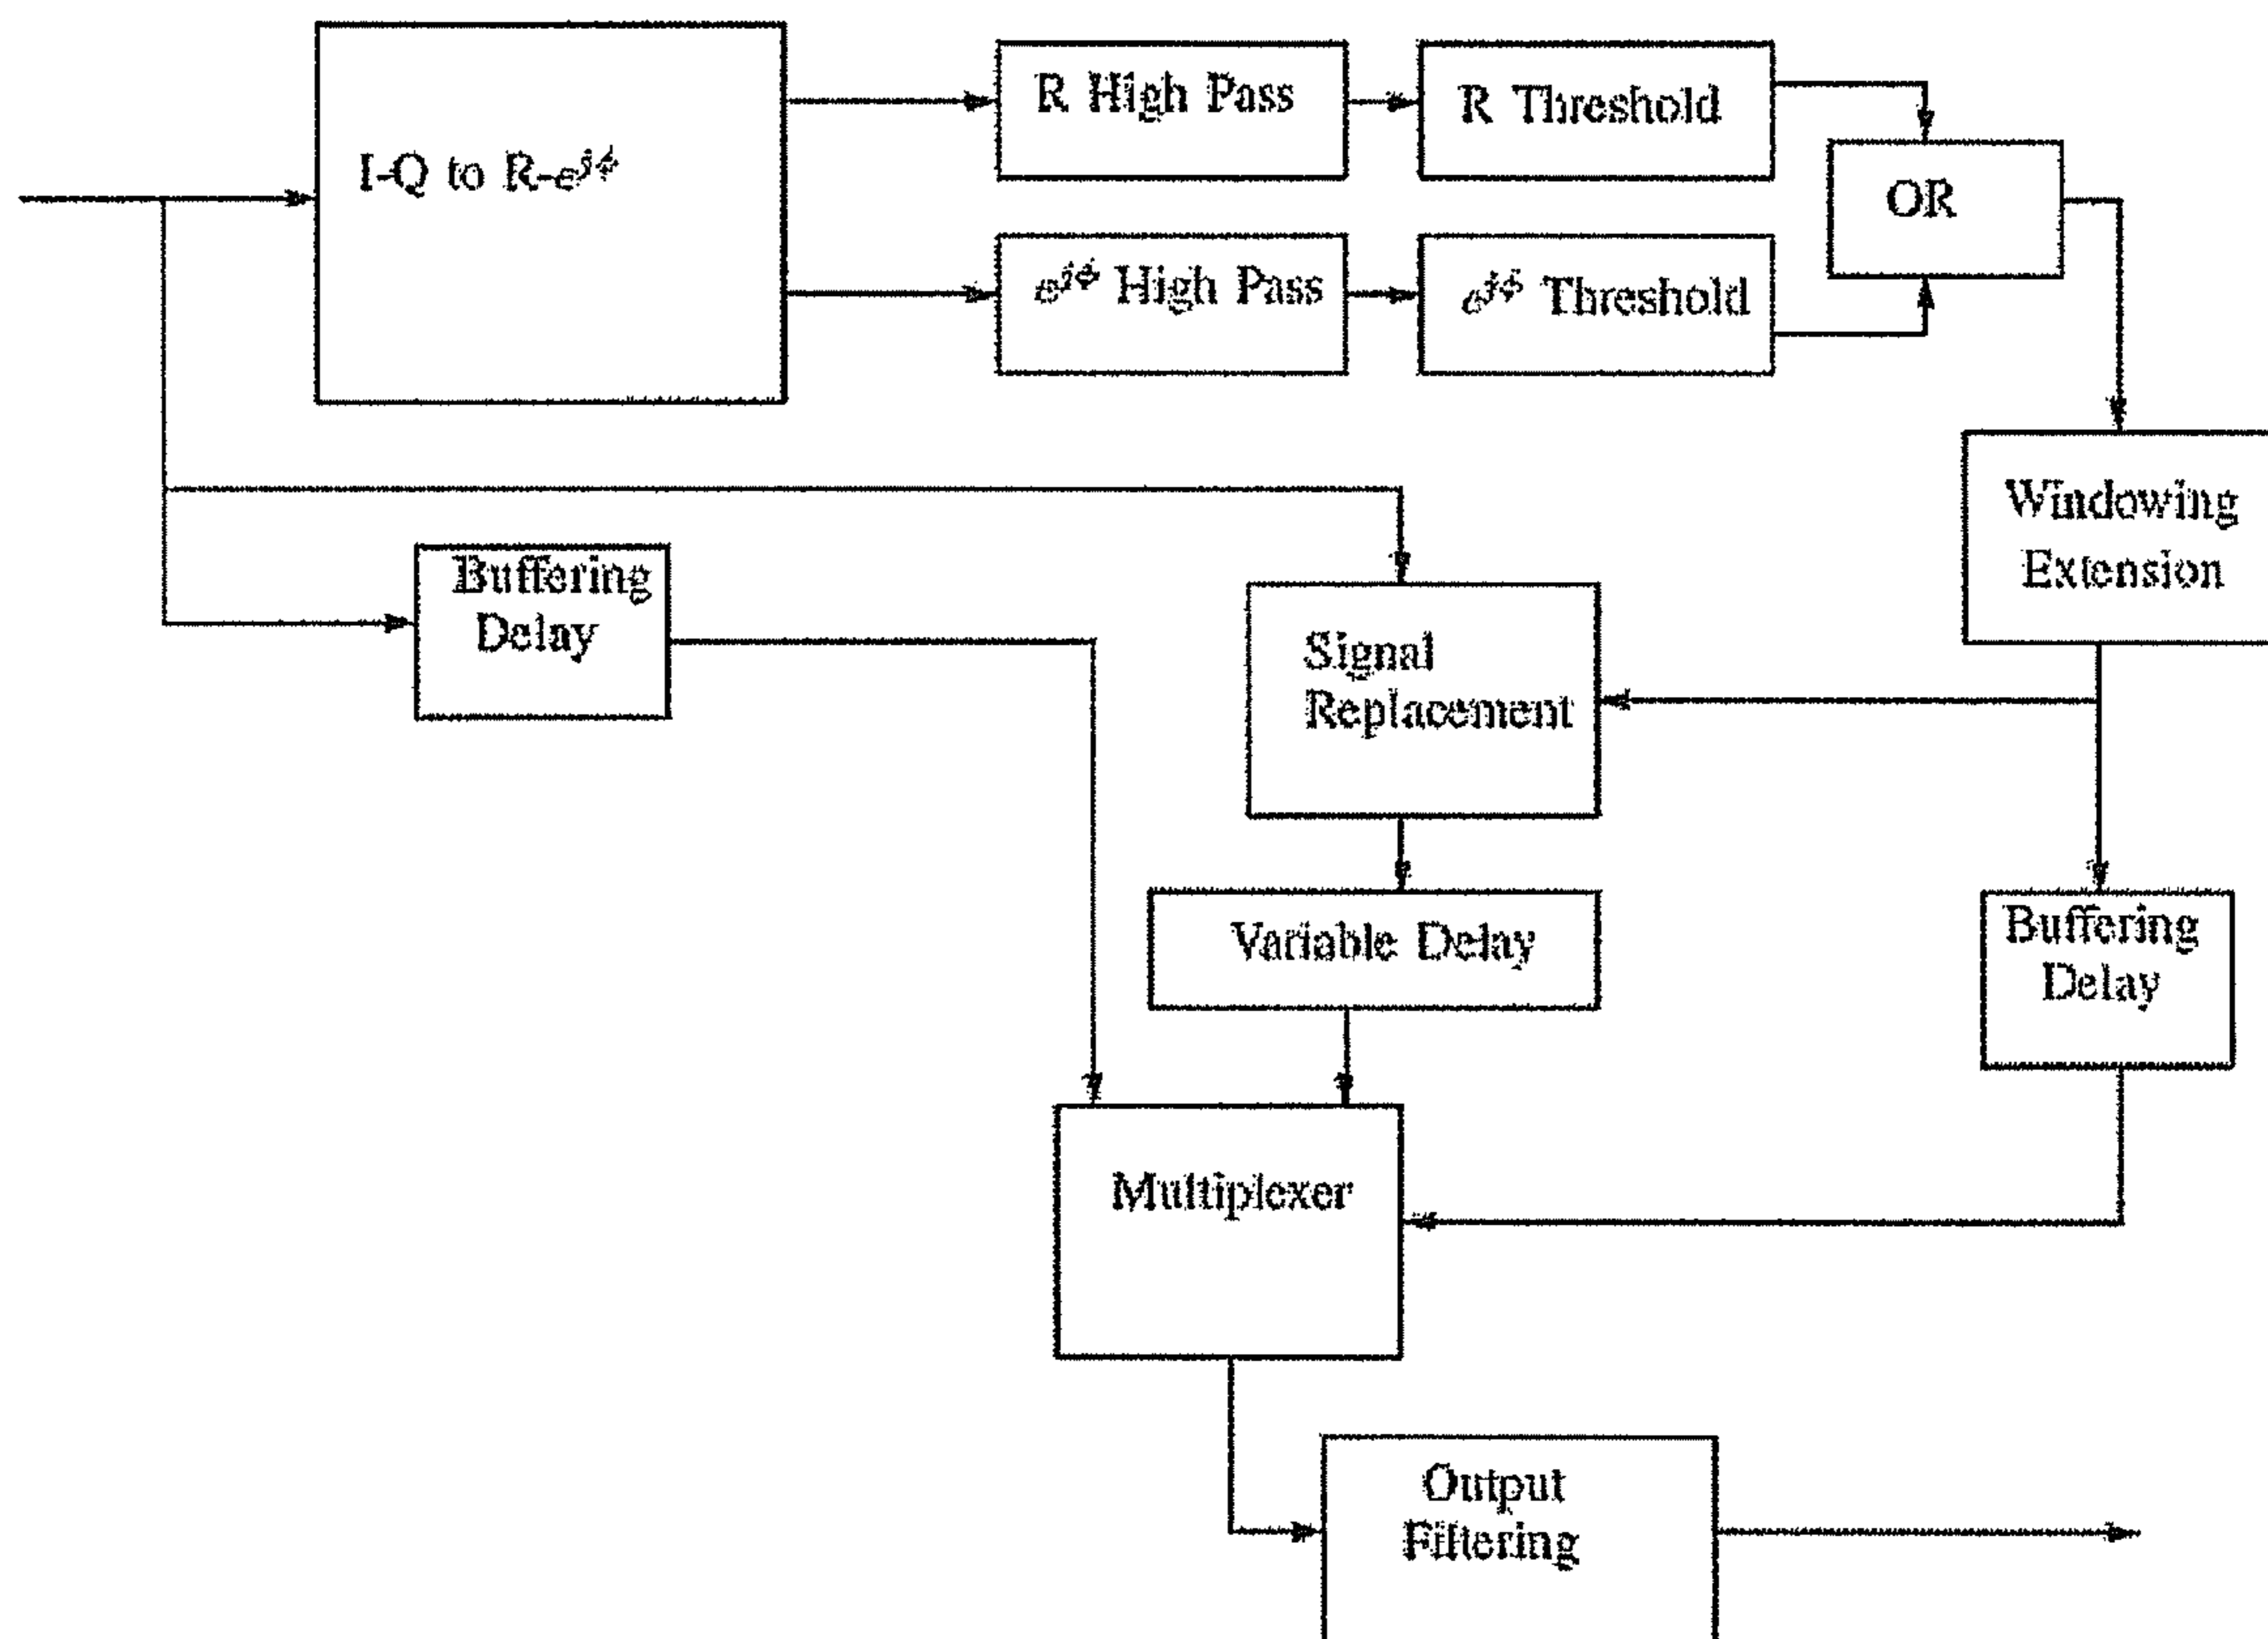 I-Q to R-e^{jϕ}
R High Pass
R Threshold
OR
e^{jϕ} High Pass
e^{jϕ} Threshold
Windowing
Extension
Buffering
Delay
Signal
Replacement
Variable Delay
Buffering
Delay
Multiplexer
Output
Filtering